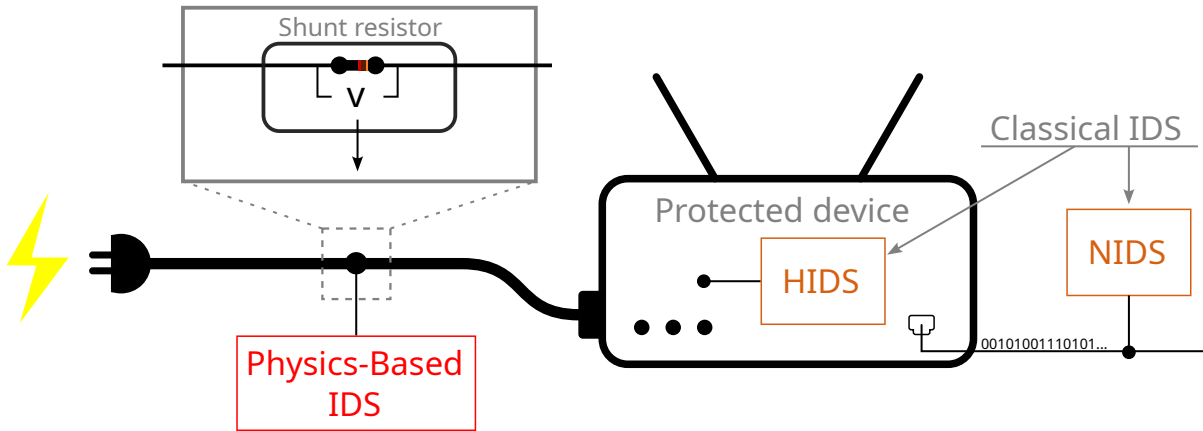 Shunt resistor
V
Classical IDS
Protected device
HIDS
NIDS
00101001110101...
Physics-Based
IDS